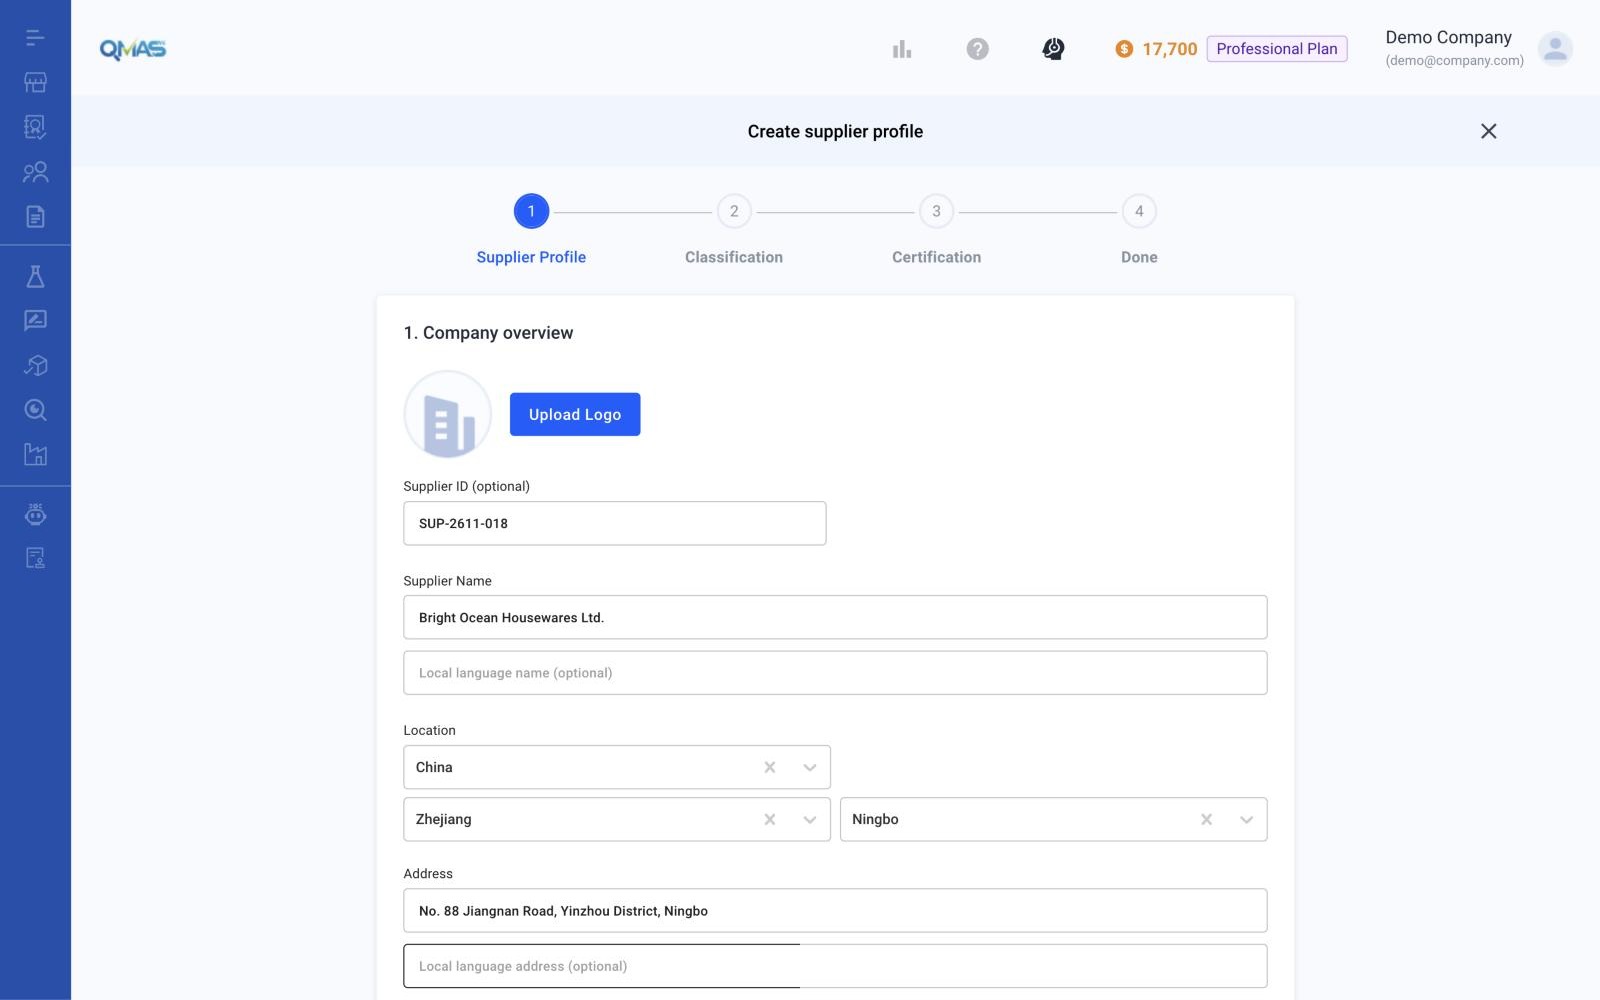 QMAS
17,700
Professional Plan
Demo Company
(demo@company.com)
Create supplier profile
1
2
3
4
Supplier Profile
Classification
Certification
Done
1. Company overview
Upload Logo
Supplier ID (optional)
SUP-2611-018
Supplier Name
Bright Ocean Housewares Ltd.
Local language name (optional)
Location
China
Zhejiang
Ningbo
Address
No. 88 Jiangnan Road, Yinzhou District, Ningbo
Local language address (optional)